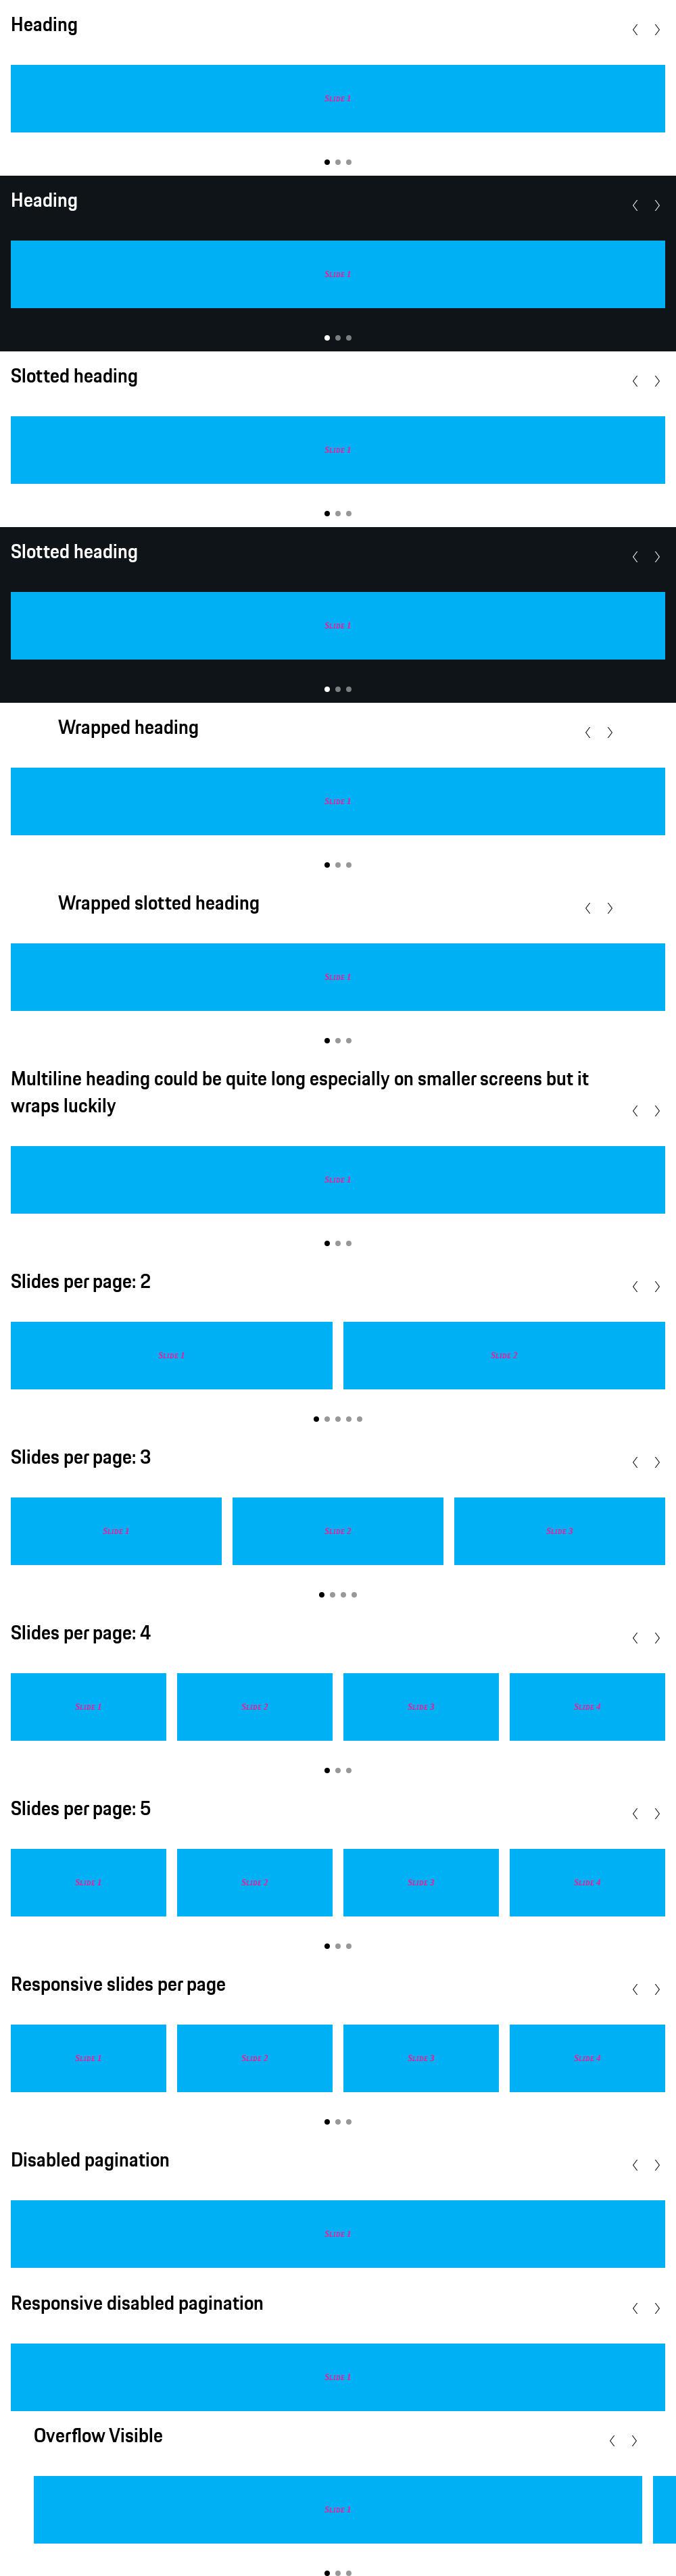 Heading
Slide 1
Heading
Slide 1
Slotted heading
Slide 1
Slotted heading
Slide 1
Wrapped heading
Slide 1
Wrapped slotted heading
Slide 1
Multiline heading could be quite long especially on smaller screens but it
wraps luckily
Slide 1
Slides per page: 2
Slide 1 Slide 2
Slides per page: 3
Slide 1 Slide 2 Slide 3
Slides per page: 4
Slide 1 Slide 2 Slide 3 Slide 4
Slides per page: 5
Slide 1 Slide 2 Slide 3 Slide 4
Responsive slides per page
Slide 1 Slide 2 Slide 3 Slide 4
Disabled pagination
Slide 1
Responsive disabled pagination
Slide 1
Overflow Visible
Slide 1